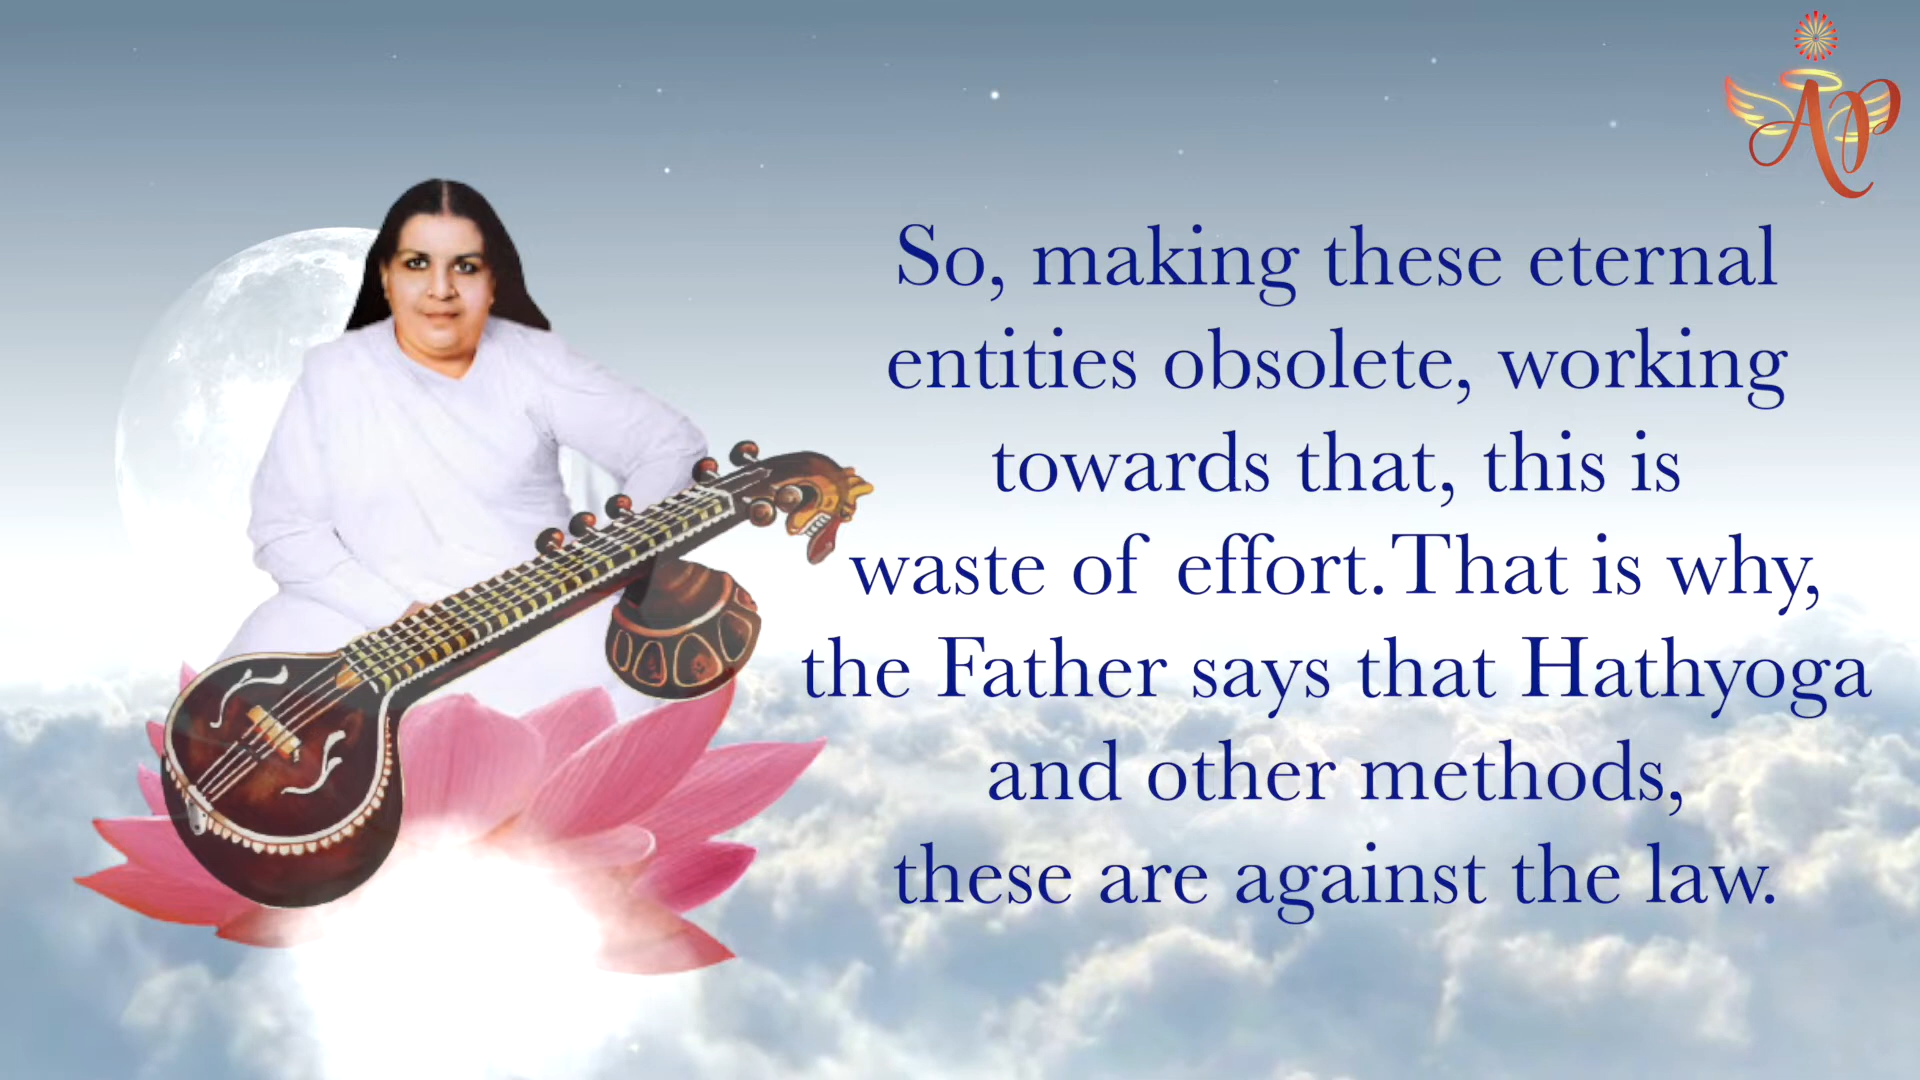 AP
So, making these eternal
entities obsolete, working
towards that, this is
waste of effort. That is why,
the Father says that Hathyoga
and other methods,
these are against the law.